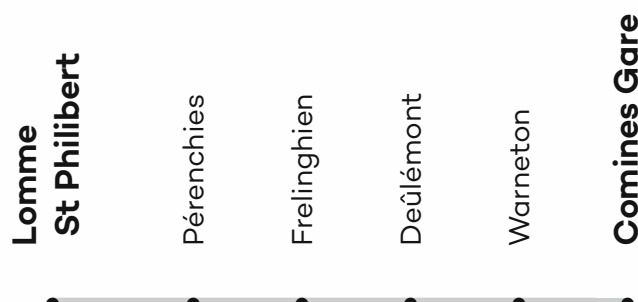 Lomme
St Philibert
Pérenchies
Frelinghien
Deûlémont
Warneton
Comines Gare